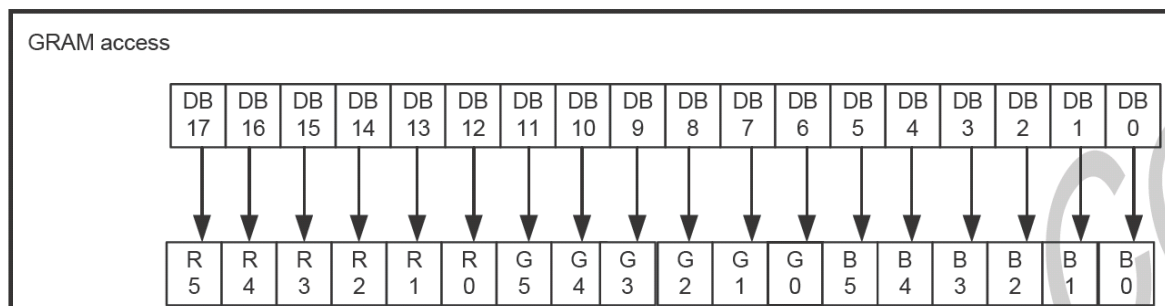 GRAM access
DB DB DB DB DB DB DB DB DB DB DB DB DB DB DB DB DB DB
17 16 15 14 13 12 11 10 9 8 7 6 5 4 3 2 1 0
R R R R R R G G G G G G B B B B B B
5 4 3 2 1 0 5 4 3 2 1 0 5 4 3 2 1 0